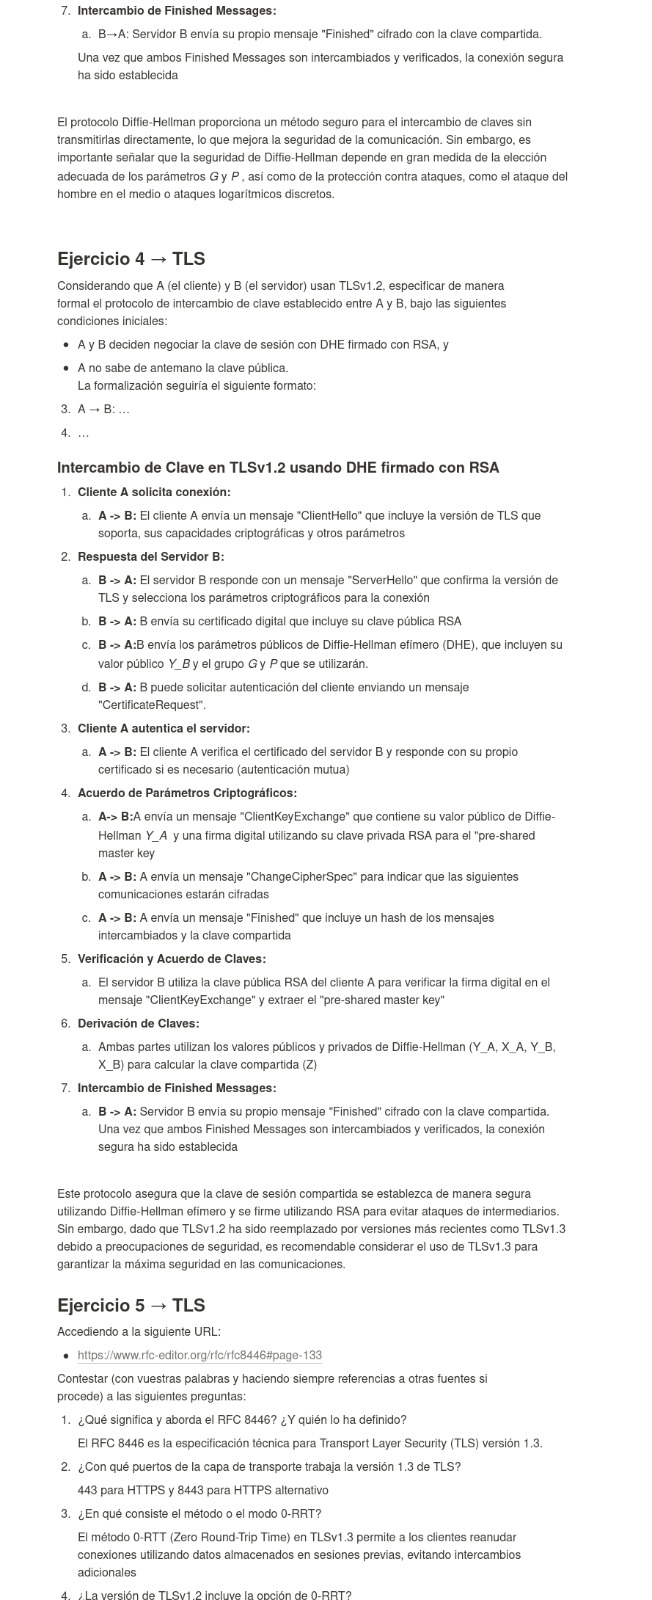 7. Intercambio de Finished Messages:
a. B→A: Servidor B envía su propio mensaje "Finished" cifrado con la clave compartida.
Una vez que ambos Finished Messages son intercambiados y verificados, la conexión segura
ha sido establecida
El protocolo Diffie-Hellman proporciona un método seguro para el intercambio de claves sin
transmitirlas directamente, lo que mejora la seguridad de la comunicación. Sin embargo, es
importante señalar que la seguridad de Diffie-Hellman depende en gran medida de la elección
adecuada de los parámetros G y P , así como de la protección contra ataques, como el ataque del
hombre en el medio o ataques logarítmicos discretos.
Ejercicio 4 → TLS
Considerando que A (el cliente) y B (el servidor) usan TLSv1.2, especificar de manera
formal el protocolo de intercambio de clave establecido entre A y B, bajo las siguientes
condiciones iniciales:
• A y B deciden negociar la clave de sesión con DHE firmado con RSA, y
• A no sabe de antemano la clave pública.
La formalización seguiría el siguiente formato:
3. A → B: …
4. …
Intercambio de Clave en TLSv1.2 usando DHE firmado con RSA
1. Cliente A solicita conexión:
a. A -> B: El cliente A envía un mensaje "ClientHello" que incluye la versión de TLS que
soporta, sus capacidades criptográficas y otros parámetros
2. Respuesta del Servidor B:
a. B -> A: El servidor B responde con un mensaje "ServerHello" que confirma la versión de
TLS y selecciona los parámetros criptográficos para la conexión
b. B -> A: B envía su certificado digital que incluye su clave pública RSA
c. B -> A:B envía los parámetros públicos de Diffie-Hellman efímero (DHE), que incluyen su
valor público Y_B y el grupo G y P que se utilizarán.
d. B -> A: B puede solicitar autenticación del cliente enviando un mensaje
"CertificateRequest".
3. Cliente A autentica el servidor:
a. A -> B: El cliente A verifica el certificado del servidor B y responde con su propio
certificado si es necesario (autenticación mutua)
4. Acuerdo de Parámetros Criptográficos:
a. A-> B:A envía un mensaje "ClientKeyExchange" que contiene su valor público de Diffie-
Hellman Y_A y una firma digital utilizando su clave privada RSA para el "pre-shared
master key
b. A -> B: A envía un mensaje "ChangeCipherSpec" para indicar que las siguientes
comunicaciones estarán cifradas
c. A -> B: A envía un mensaje "Finished" que incluye un hash de los mensajes
intercambiados y la clave compartida
5. Verificación y Acuerdo de Claves:
a. El servidor B utiliza la clave pública RSA del cliente A para verificar la firma digital en el
mensaje "ClientKeyExchange" y extraer el "pre-shared master key"
6. Derivación de Claves:
a. Ambas partes utilizan los valores públicos y privados de Diffie-Hellman (Y_A, X_A, Y_B,
X_B) para calcular la clave compartida (Z)
7. Intercambio de Finished Messages:
a. B -> A: Servidor B envía su propio mensaje "Finished" cifrado con la clave compartida.
Una vez que ambos Finished Messages son intercambiados y verificados, la conexión
segura ha sido establecida
Este protocolo asegura que la clave de sesión compartida se establezca de manera segura
utilizando Diffie-Hellman efímero y se firme utilizando RSA para evitar ataques de intermediarios.
Sin embargo, dado que TLSv1.2 ha sido reemplazado por versiones más recientes como TLSv1.3
debido a preocupaciones de seguridad, es recomendable considerar el uso de TLSv1.3 para
garantizar la máxima seguridad en las comunicaciones.
Ejercicio 5 → TLS
Accediendo a la siguiente URL:
• https://www.rfc-editor.org/rfc/rfc8446#page-133
Contestar (con vuestras palabras y haciendo siempre referencias a otras fuentes si
procede) a las siguientes preguntas:
1. ¿Qué significa y aborda el RFC 8446? ¿Y quién lo ha definido?
El RFC 8446 es la especificación técnica para Transport Layer Security (TLS) versión 1.3.
2. ¿Con qué puertos de la capa de transporte trabaja la versión 1.3 de TLS?
443 para HTTPS y 8443 para HTTPS alternativo
3. ¿En qué consiste el método o el modo 0-RRT?
El método 0-RTT (Zero Round-Trip Time) en TLSv1.3 permite a los clientes reanudar
conexiones utilizando datos almacenados en sesiones previas, evitando intercambios
adicionales
4. ¿La versión de TLSv1.2 incluye la opción de 0-RRT?